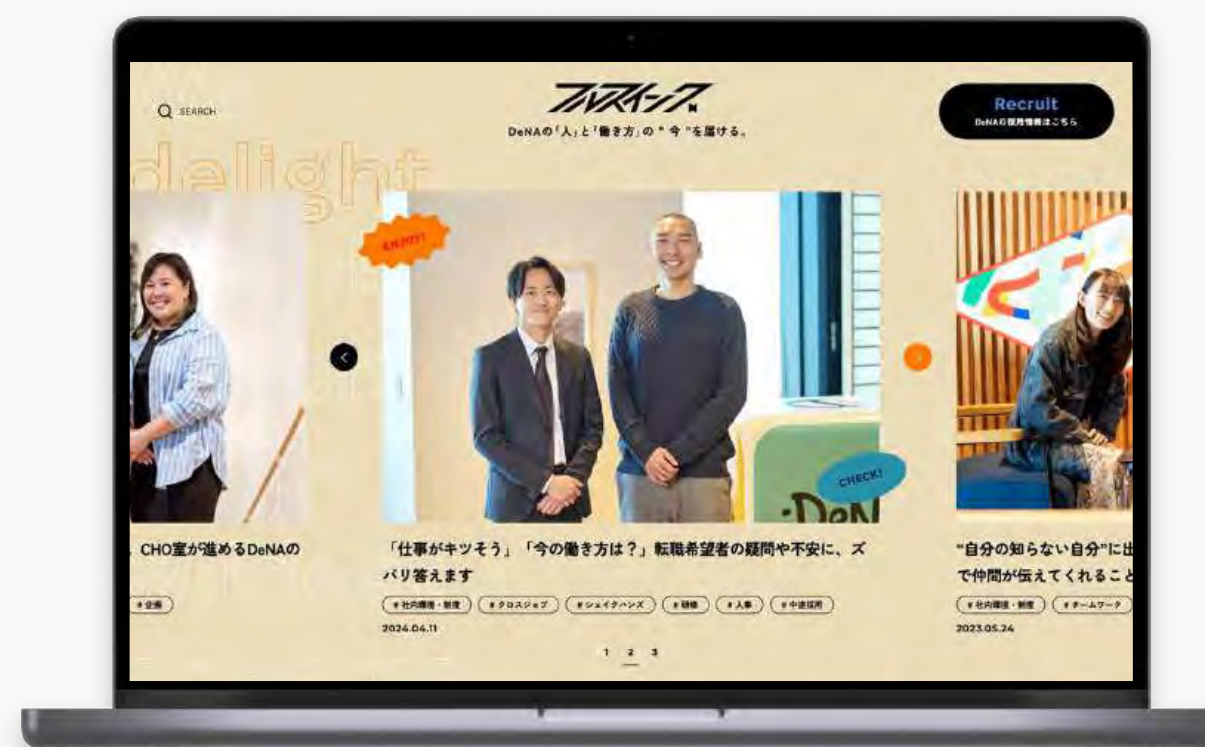 SEARCH
フルスイング
DeNAの「人」と「働き方」の " 今 "を届ける。
Recruit
DeNAの採用情報はこちら
delight
ENJOY!
CHECK!
:DeN
、CHO室が進めるDeNAの
#企画
「仕事がキツそう」「今の働き方は？」転職希望者の疑問や不安に、ズ
バリ答えます
#社内環境・制度 #クロスジョブ #シェイクハンズ #研修 #人事 #中途採用
2024.04.11
"自分の知らない自分"に出
で仲間が伝えてくれること
#社内環境・制度 #チームワーク
2023.05.24
1 2 3